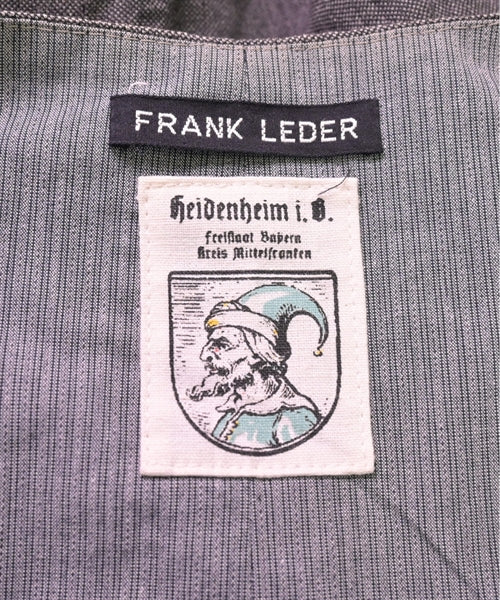 FRANK LEDER
Heidenheim i. B.
Freistaat Bayern
Kreis Mittelfranken